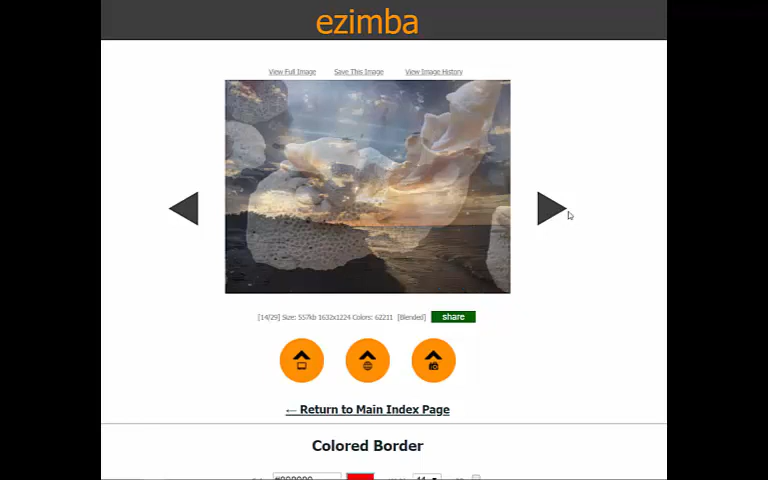 ezimba
View Full Image Save This Image View Image History
[14/29] Size: 557kb 1632x1224 Colors: 62211 [Blended] share
← Return to Main Index Page
Colored Border